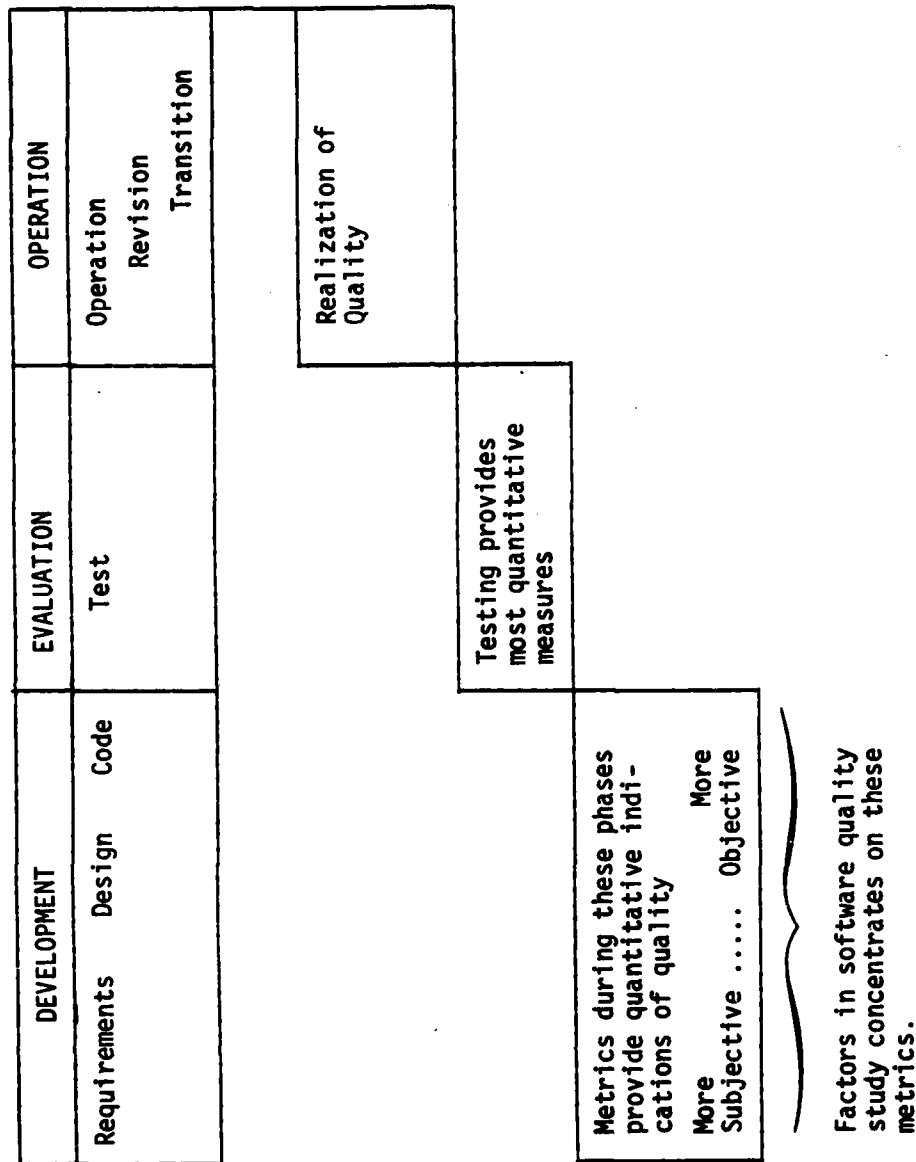 DEVELOPMENT EVALUATION OPERATION
Requirements Design Code Test Operation
Revision
Transition
Realization of
Quality
Testing provides
most quantitative
measures
Metrics during these phases
provide quantitative indi-
cations of quality
More More
Subjective ..... Objective
Factors in software quality
study concentrates on these
metrics.